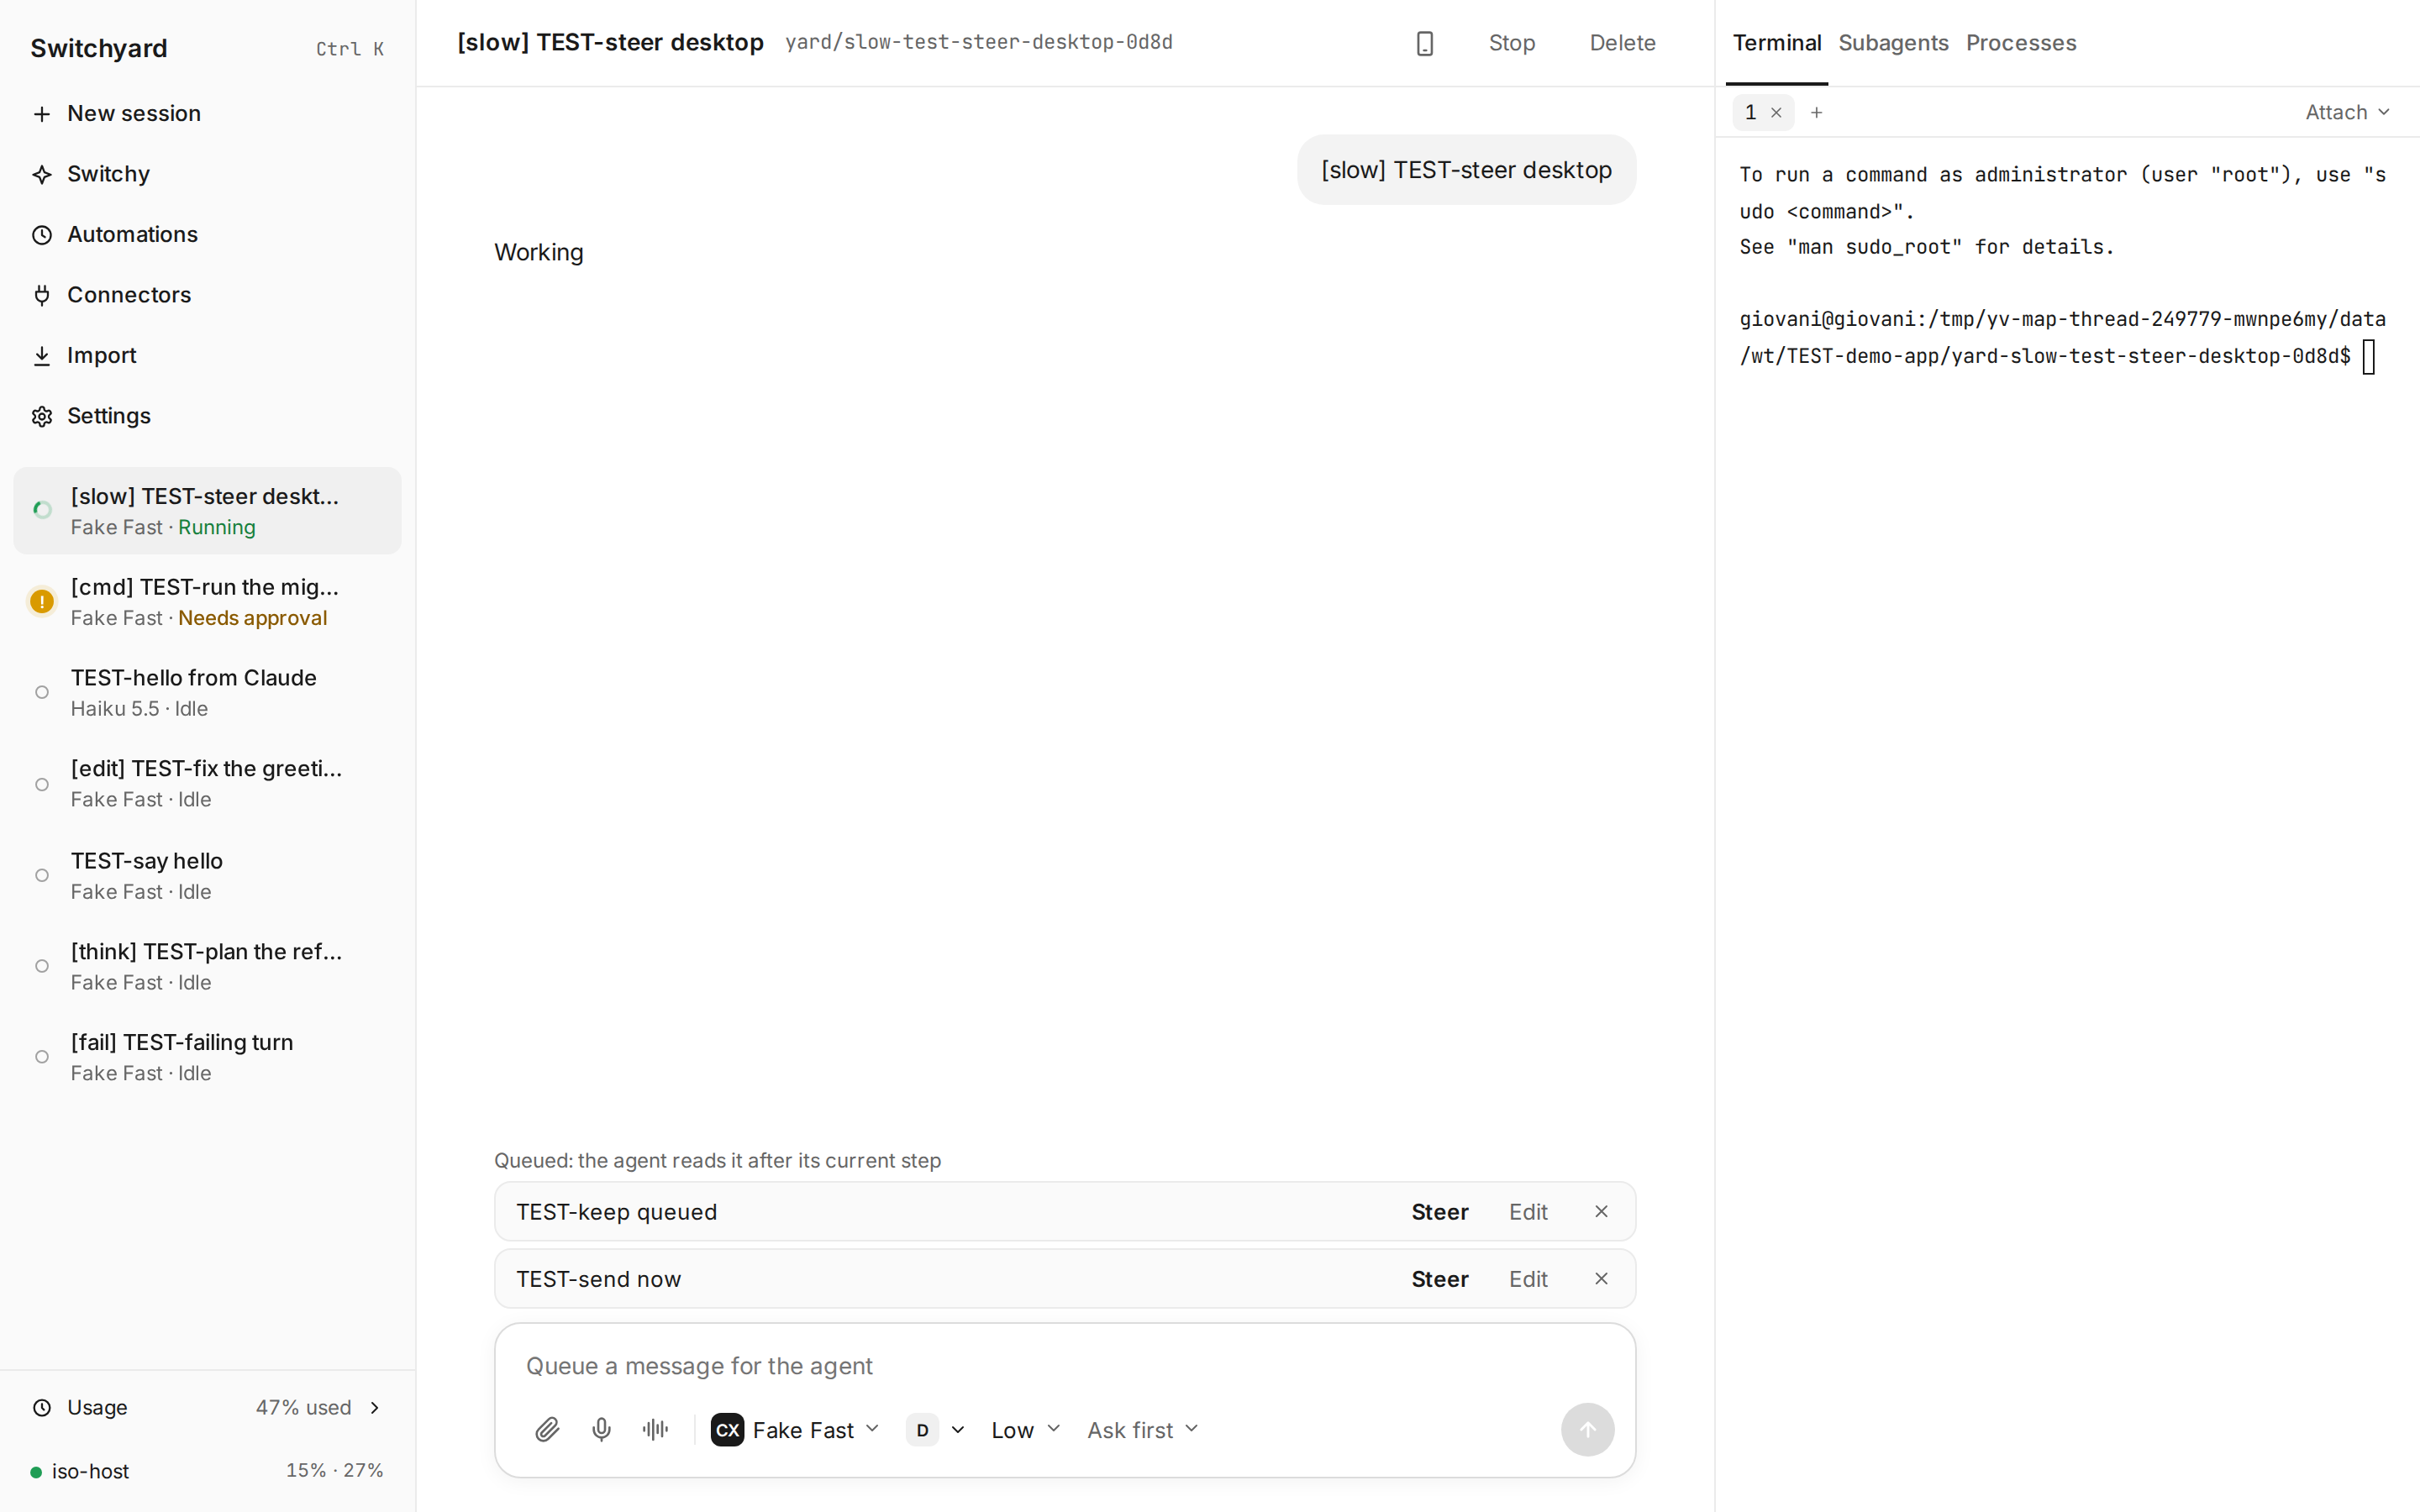 Switchyard
Ctrl K
New session
Switchy
Automations
Connectors
Import
Settings
[slow] TEST-steer deskt...
Fake Fast · Running
[cmd] TEST-run the mig...
Fake Fast · Needs approval
TEST-hello from Claude
Haiku 5.5 · Idle
[edit] TEST-fix the greeti...
Fake Fast · Idle
TEST-say hello
Fake Fast · Idle
[think] TEST-plan the ref...
Fake Fast · Idle
[fail] TEST-failing turn
Fake Fast · Idle
Usage
47% used
iso-host
15% · 27%
[slow] TEST-steer desktop
yard/slow-test-steer-desktop-0d8d
Stop
Delete
[slow] TEST-steer desktop
Working
Queued: the agent reads it after its current step
TEST-keep queued
Steer
Edit
TEST-send now
Steer
Edit
Queue a message for the agent
CX
Fake Fast
D
Low
Ask first
Terminal
Subagents
Processes
1
Attach
To run a command as administrator (user "root"), use "s
udo <command>".
See "man sudo_root" for details.
giovani@giovani:/tmp/yv-map-thread-249779-mwnpe6my/data
/wt/TEST-demo-app/yard-slow-test-steer-desktop-0d8d$